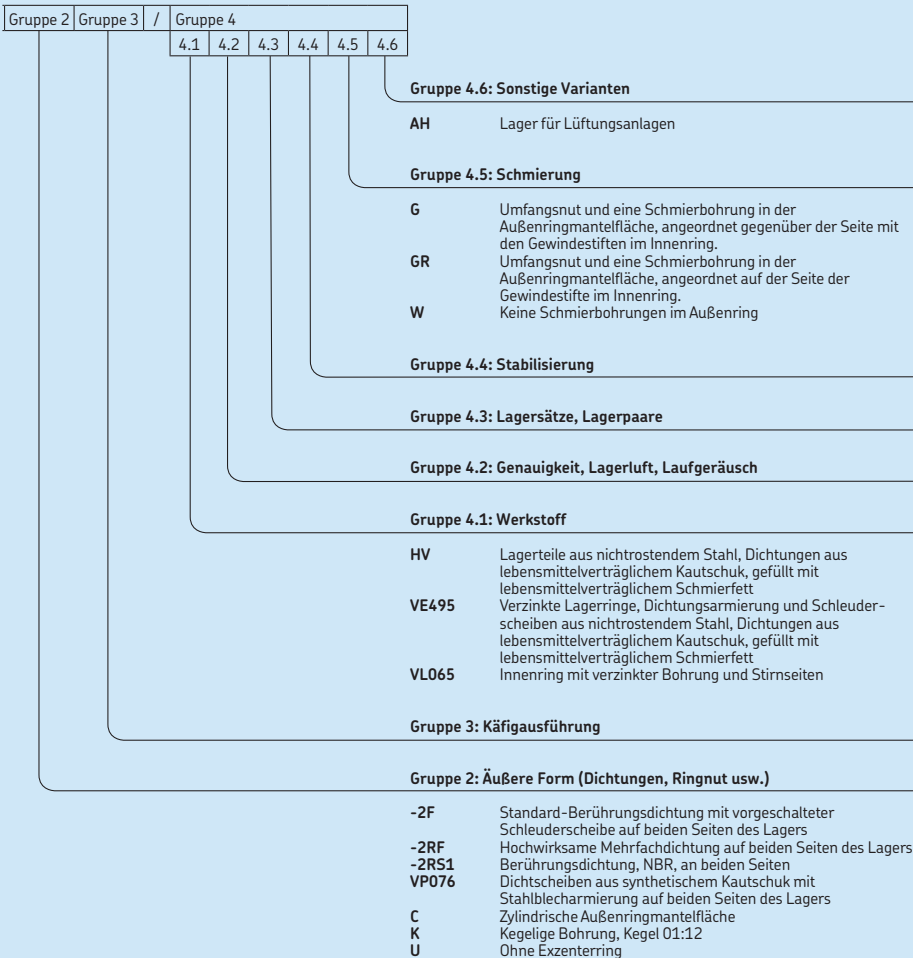 Gruppe 2 Gruppe 3 / Gruppe 4
4.1 4.2 4.3 4.4 4.5 4.6
Gruppe 4.6: Sonstige Varianten
AH Lager für Lüftungsanlagen
Gruppe 4.5: Schmierung
G Umfangsnut und eine Schmierbohrung in der
Außenringmantelfläche, angeordnet gegenüber der Seite mit
den Gewindestiften im Innenring.
GR Umfangsnut und eine Schmierbohrung in der
Außenringmantelfläche, angeordnet auf der Seite der
Gewindestifte im Innenring.
W Keine Schmierbohrungen im Außenring
Gruppe 4.4: Stabilisierung
Gruppe 4.3: Lagersätze, Lagerpaare
Gruppe 4.2: Genauigkeit, Lagerluft, Laufgeräusch
Gruppe 4.1: Werkstoff
HV Lagerteile aus nichtrostendem Stahl, Dichtungen aus
lebensmittelverträglichem Kautschuk, gefüllt mit
lebensmittelverträglichem Schmierfett
VE495 Verzinkte Lagerringe, Dichtungsarmierung und Schleuder-
scheiben aus nichtrostendem Stahl, Dichtungen aus
lebensmittelverträglichem Kautschuk, gefüllt mit
lebensmittelverträglichem Schmierfett
VL065 Innenring mit verzinkter Bohrung und Stirnseiten
Gruppe 3: Käfigausführung
Gruppe 2: Äußere Form (Dichtungen, Ringnut usw.)
-2F Standard-Berührungsdichtung mit vorgeschalteter
Schleuderscheibe auf beiden Seiten des Lagers
-2RF Hochwirksame Mehrfachdichtung auf beiden Seiten des Lagers
-2RS1 Berührungsdichtung, NBR, an beiden Seiten
VP076 Dichtscheiben aus synthetischem Kautschuk mit
Stahlblecharmierung auf beiden Seiten des Lagers
C Zylindrische Außenringmantelfläche
K Kegelige Bohrung, Kegel 01:12
U Ohne Exzenterring